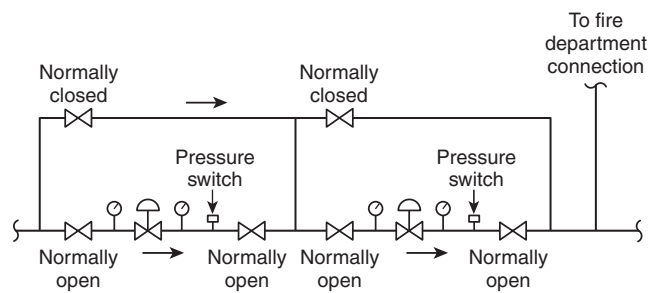 To fire
department
connection
Normally
closed
Normally
closed
Pressure
switch
Pressure
switch
Normally
open
Normally
open
Normally
open
Normally
open